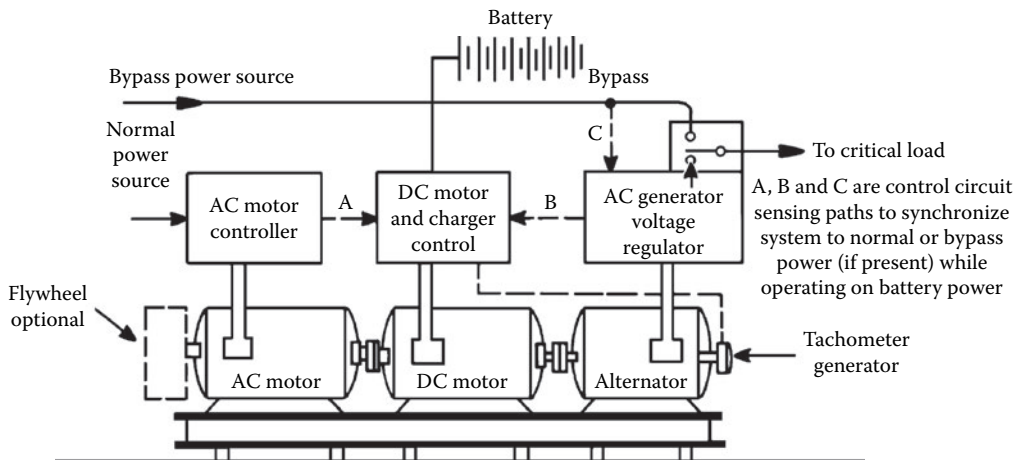 Battery
Bypass power source
Bypass
Normal
power
source
C
To critical load
AC motor
controller
A
DC motor
and charger
control
B
AC generator
voltage
regulator
A, B and C are control circuit
sensing paths to synchronize
system to normal or bypass
power (if present) while
operating on battery power
Flywheel
optional
AC motor
DC motor
Alternator
Tachometer
generator